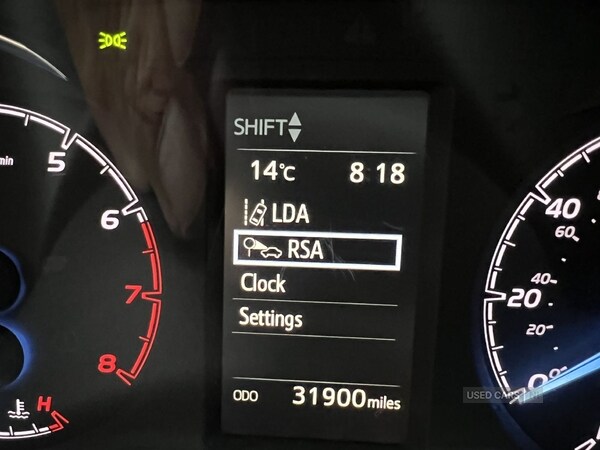 SHIFT
14°C 8 18
LDA
RSA
Clock
Settings
ODO 31900 miles
5
6
7
8
H
40
60
40
20
20
0
USED CARS NI